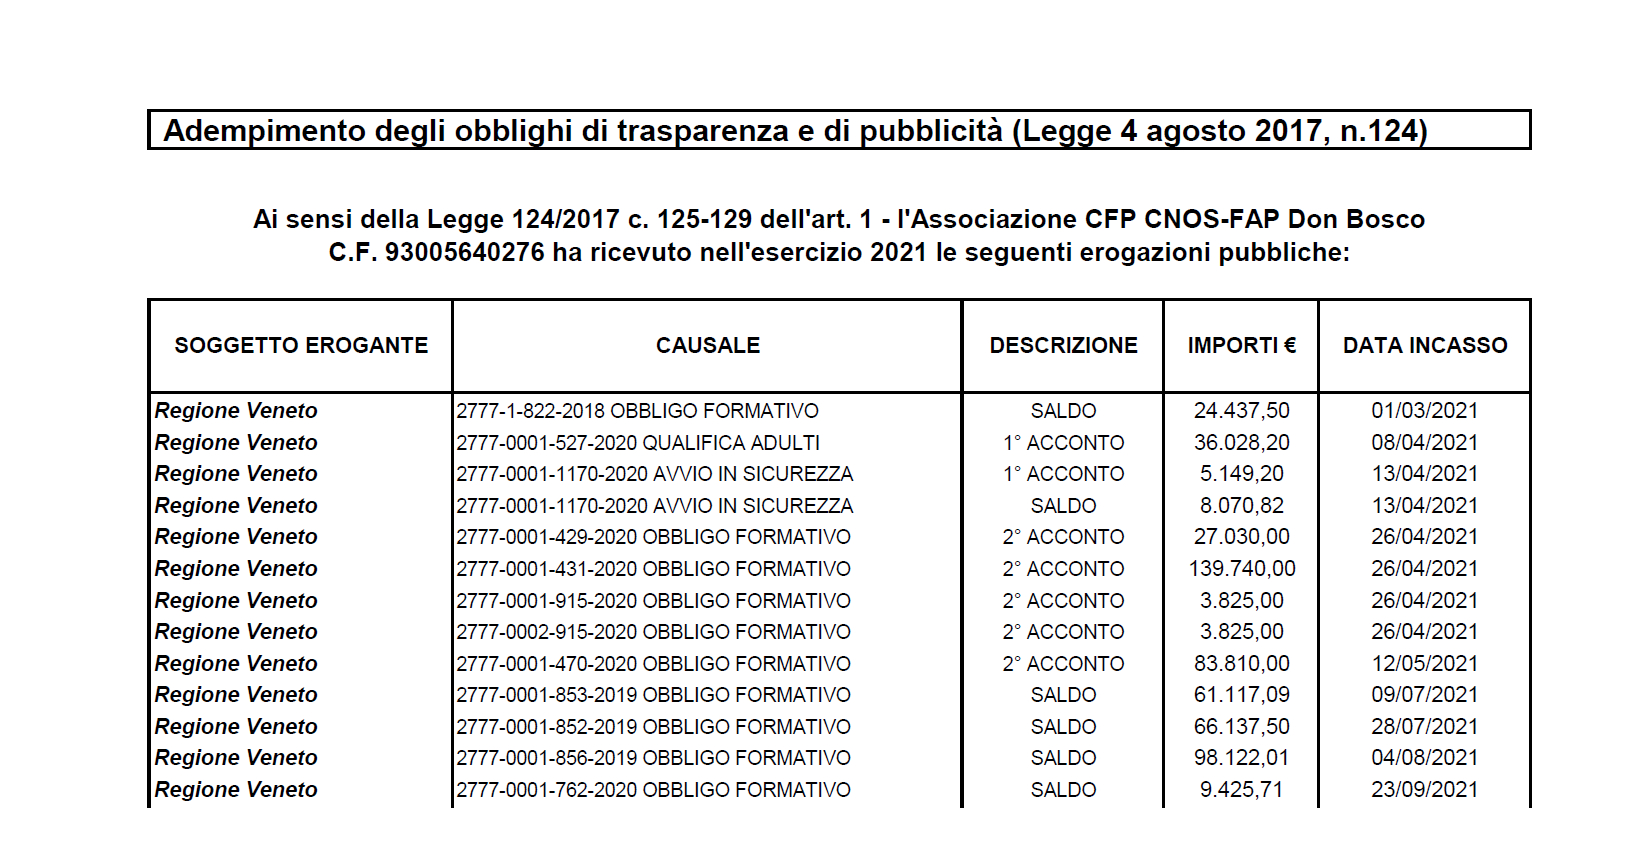 Adempimento degli obblighi di trasparenza e di pubblicità (Legge 4 agosto 2017, n.124)
Ai sensi della Legge 124/2017 c. 125-129 dell'art. 1 - l'Associazione CFP CNOS-FAP Don Bosco
C.F. 93005640276 ha ricevuto nell'esercizio 2021 le seguenti erogazioni pubbliche:
SOGGETTO EROGANTE CAUSALE DESCRIZIONE IMPORTI € DATA INCASSO
Regione Veneto 2777-1-822-2018 OBBLIGO FORMATIVO SALDO 24.437,50 01/03/2021
Regione Veneto 2777-0001-527-2020 QUALIFICA ADULTI 1° ACCONTO 36.028,20 08/04/2021
Regione Veneto 2777-0001-1170-2020 AVVIO IN SICUREZZA 1° ACCONTO 5.149,20 13/04/2021
Regione Veneto 2777-0001-1170-2020 AVVIO IN SICUREZZA SALDO 8.070,82 13/04/2021
Regione Veneto 2777-0001-429-2020 OBBLIGO FORMATIVO 2° ACCONTO 27.030,00 26/04/2021
Regione Veneto 2777-0001-431-2020 OBBLIGO FORMATIVO 2° ACCONTO 139.740,00 26/04/2021
Regione Veneto 2777-0001-915-2020 OBBLIGO FORMATIVO 2° ACCONTO 3.825,00 26/04/2021
Regione Veneto 2777-0002-915-2020 OBBLIGO FORMATIVO 2° ACCONTO 3.825,00 26/04/2021
Regione Veneto 2777-0001-470-2020 OBBLIGO FORMATIVO 2° ACCONTO 83.810,00 12/05/2021
Regione Veneto 2777-0001-853-2019 OBBLIGO FORMATIVO SALDO 61.117,09 09/07/2021
Regione Veneto 2777-0001-852-2019 OBBLIGO FORMATIVO SALDO 66.137,50 28/07/2021
Regione Veneto 2777-0001-856-2019 OBBLIGO FORMATIVO SALDO 98.122,01 04/08/2021
Regione Veneto 2777-0001-762-2020 OBBLIGO FORMATIVO SALDO 9.425,71 23/09/2021